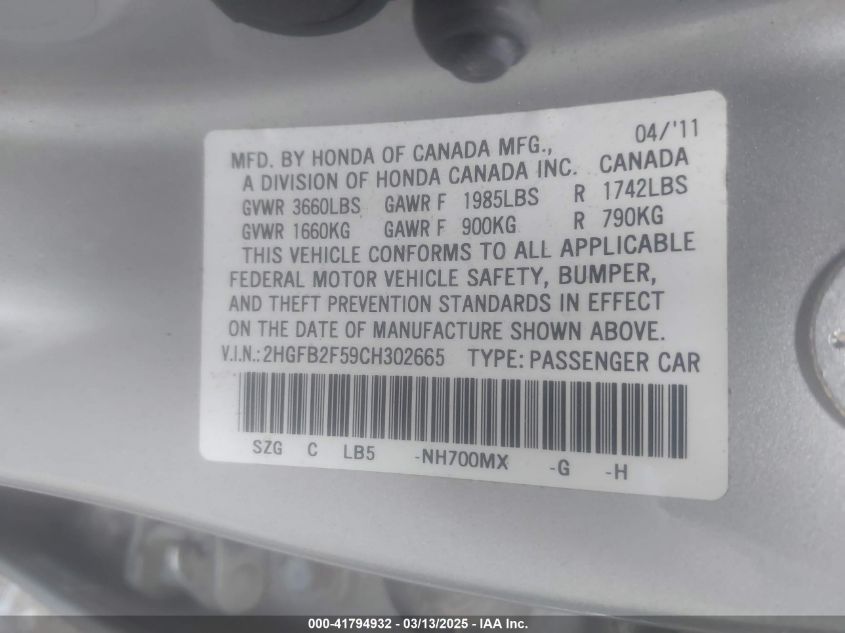 04/'11
MFD. BY HONDA OF CANADA MFG.,
A DIVISION OF HONDA CANADA INC. CANADA
GVWR 3660LBS GAWR F 1985LBS R 1742LBS
GVWR 1660KG GAWR F 900KG R 790KG
THIS VEHICLE CONFORMS TO ALL APPLICABLE
FEDERAL MOTOR VEHICLE SAFETY, BUMPER,
AND THEFT PREVENTION STANDARDS IN EFFECT
ON THE DATE OF MANUFACTURE SHOWN ABOVE.
V.I.N.: 2HGFB2F59CH302665 TYPE: PASSENGER CAR
SZG C LB5 -NH700MX -G -H
000-41794932 - 03/13/2025 - IAA Inc.